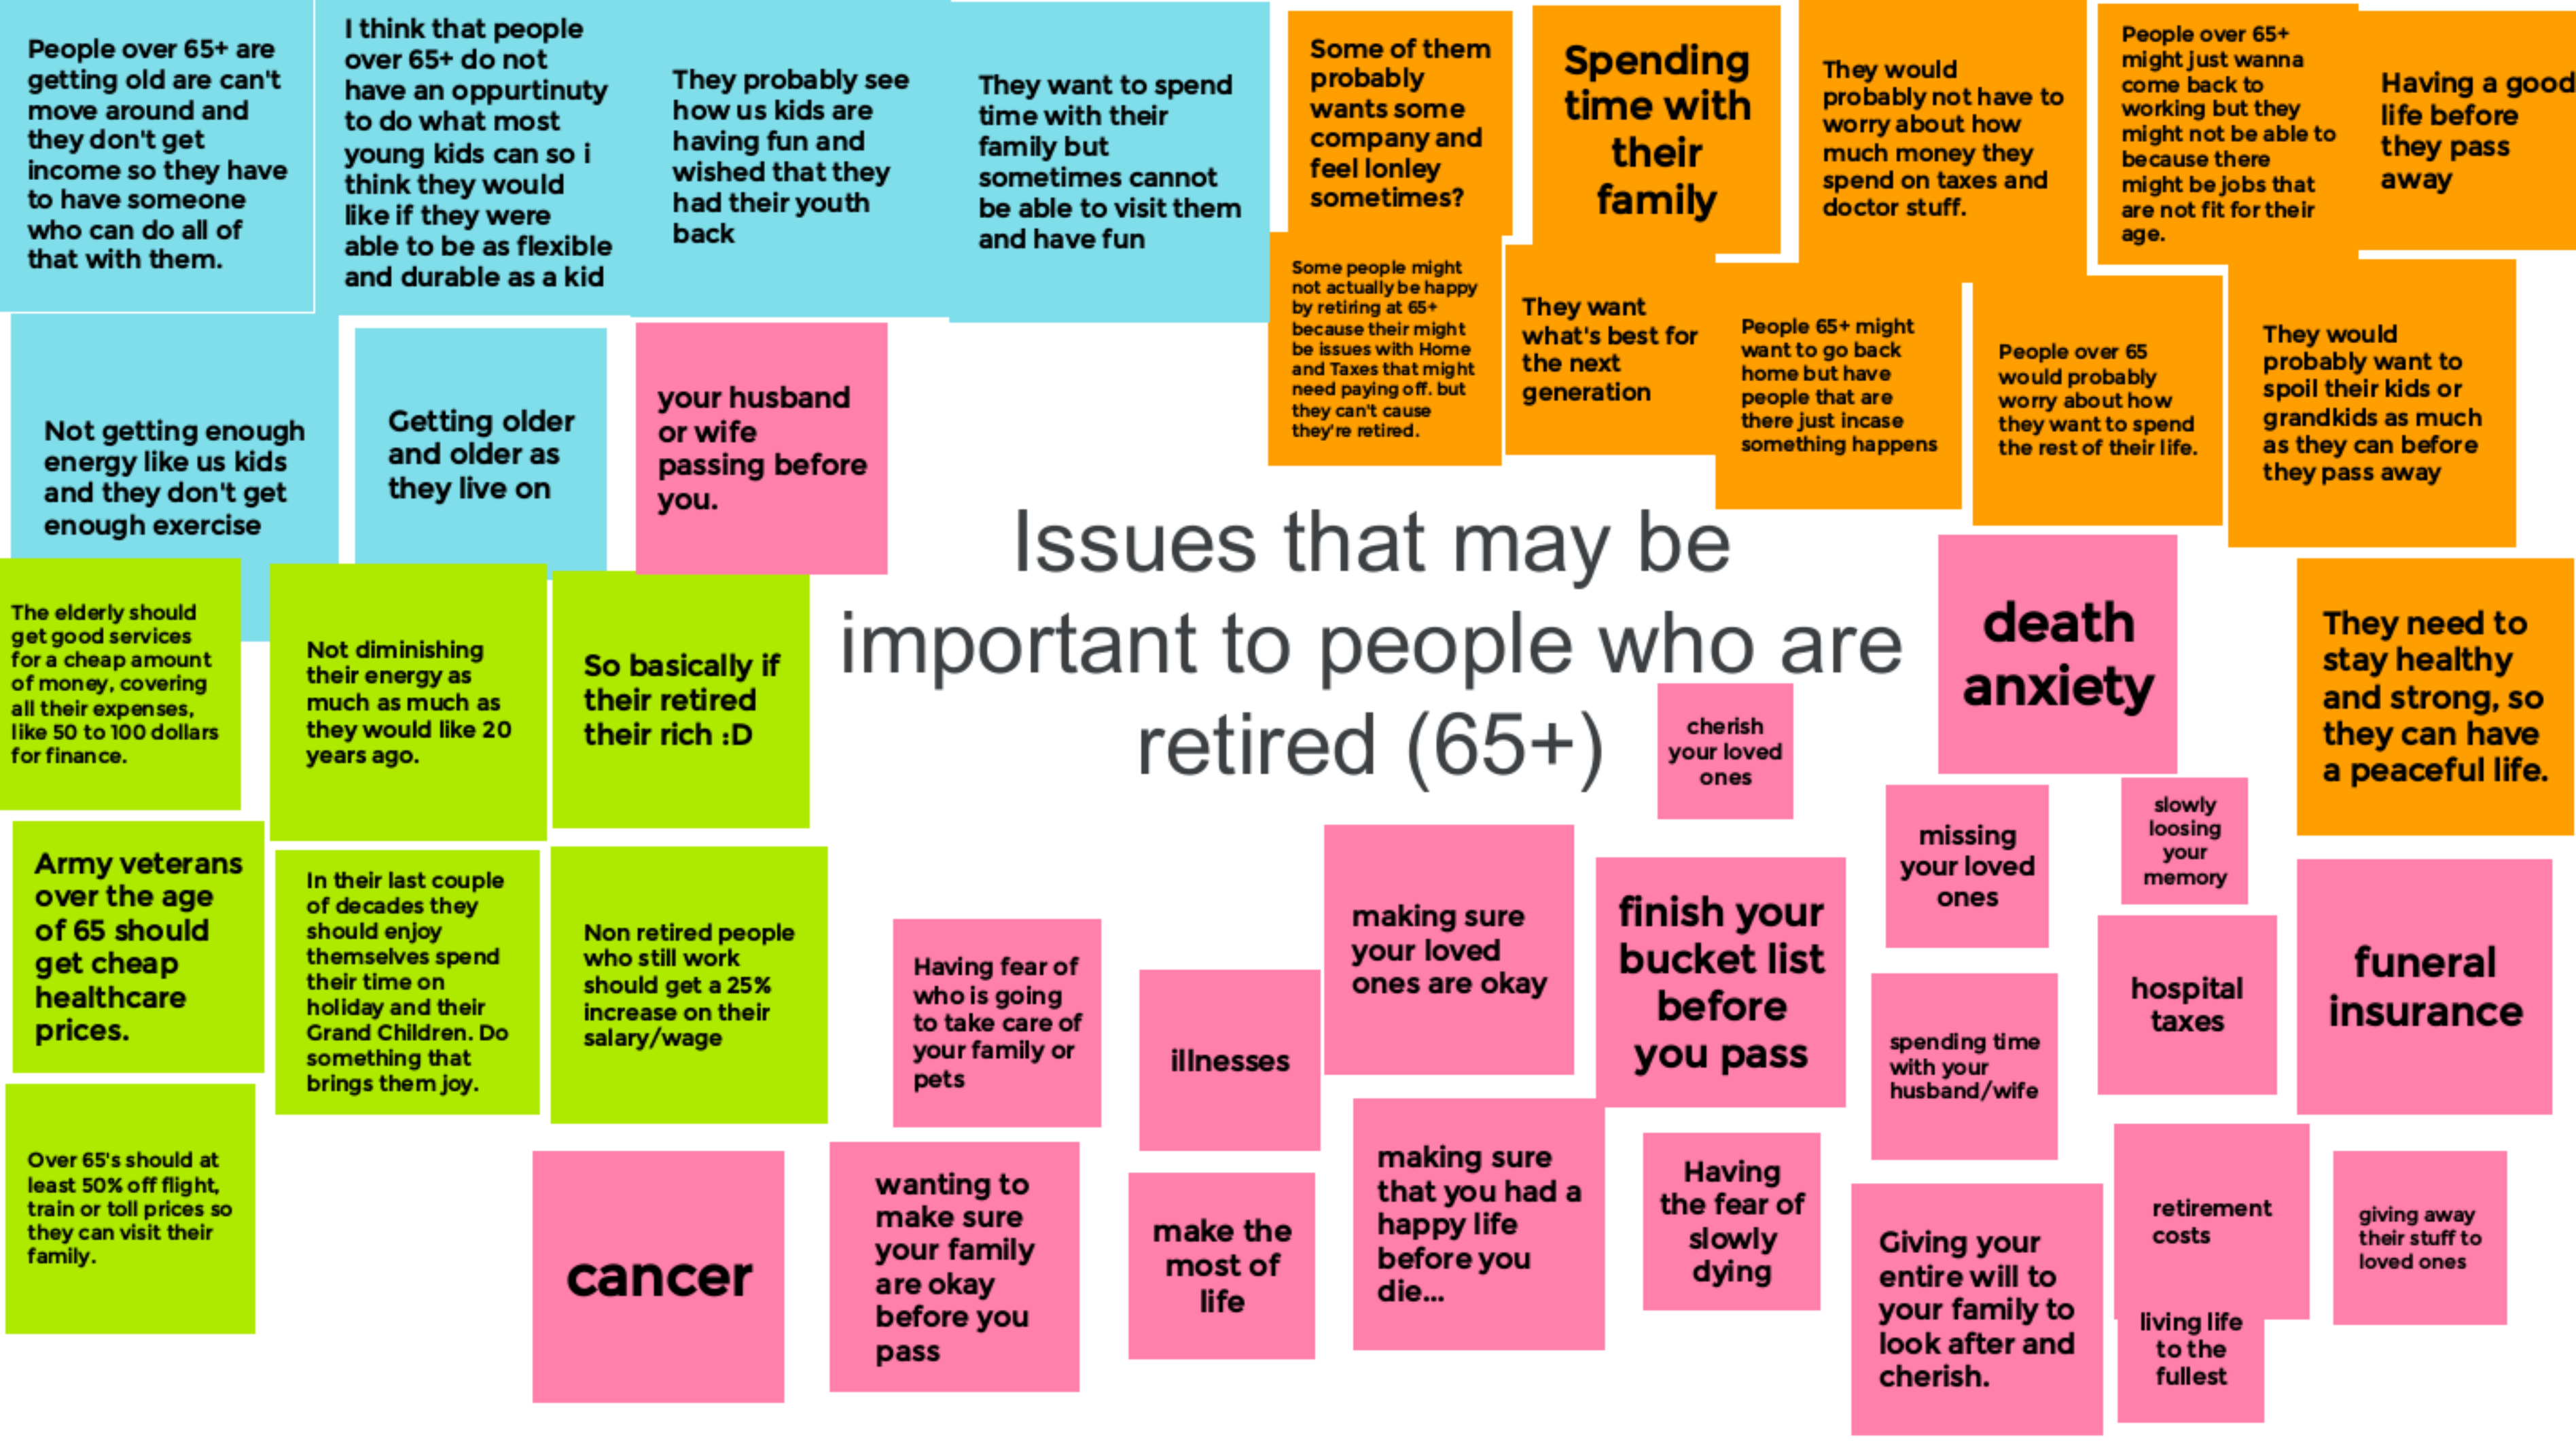 People over 65+ are
getting old are can't
move around and
they don't get
income so they have
to have someone
who can do all of
that with them.
I think that people
over 65+ do not
have an oppurtinuty
to do what most
young kids can so i
think they would
like if they were
able to be as flexible
and durable as a kid
They probably see
how us kids are
having fun and
wished that they
had their youth
back
They want to spend
time with their
family but
sometimes cannot
be able to visit them
and have fun
Some of them
probably
wants some
company and
feel lonley
sometimes?
Spending
time with
their
family
They would
probably not have to
worry about how
much money they
spend on taxes and
doctor stuff.
People over 65+
might just wanna
come back to
working but they
might not be able to
because there
might be jobs that
are not fit for their
age.
Having a good
life before
they pass
away
Some people might
not actually be happy
by retiring at 65+
because their might
be issues with Home
and Taxes that might
need paying off. but
they can't cause
they're retired.
They want
what's best for
the next
generation
People 65+ might
want to go back
home but have
people that are
there just incase
something happens
People over 65
would probably
worry about how
they want to spend
the rest of their life.
They would
probably want to
spoil their kids or
grandkids as much
as they can before
they pass away
Not getting enough
energy like us kids
and they don't get
enough exercise
Getting older
and older as
they live on
your husband
or wife
passing before
you.
Issues that may be
important to people who are
retired (65+)
The elderly should
get good services
for a cheap amount
of money, covering
all their expenses,
like 50 to 100 dollars
for finance.
Not diminishing
their energy as
much as much as
they would like 20
years ago.
So basically if
their retired
their rich :D
death
anxiety
They need to
stay healthy
and strong, so
they can have
a peaceful life.
cherish
your loved
ones
missing
your loved
ones
slowly
loosing
your
memory
Army veterans
over the age
of 65 should
get cheap
healthcare
prices.
In their last couple
of decades they
should enjoy
themselves spend
their time on
holiday and their
Grand Children. Do
something that
brings them joy.
Non retired people
who still work
should get a 25%
increase on their
salary/wage
Having fear of
who is going
to take care of
your family or
pets
illnesses
making sure
your loved
ones are okay
finish your
bucket list
before
you pass
spending time
with your
husband/wife
hospital
taxes
funeral
insurance
Over 65's should at
least 50% off flight,
train or toll prices so
they can visit their
family.
cancer
wanting to
make sure
your family
are okay
before you
pass
make the
most of
life
making sure
that you had a
happy life
before you
die...
Having
the fear of
slowly
dying
Giving your
entire will to
your family to
look after and
cherish.
retirement
costs
living life
to the
fullest
giving away
their stuff to
loved ones